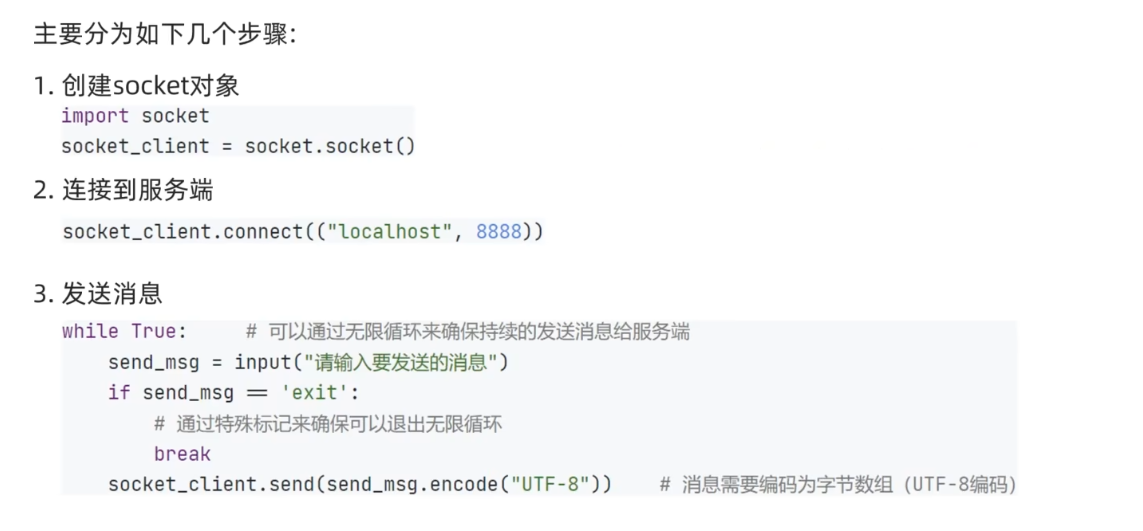 主要分为如下几个步骤:
1. 创建socket对象
import socket
socket_client = socket.socket()
2. 连接到服务端
socket_client.connect(("localhost", 8888))
3. 发送消息
while True:     # 可以通过无限循环来确保持续的发送消息给服务端
    send_msg = input("请输入要发送的消息")
    if send_msg == 'exit':
        # 通过特殊标记来确保可以退出无限循环
        break
    socket_client.send(send_msg.encode("UTF-8"))    # 消息需要编码为字节数组（UTF-8编码）